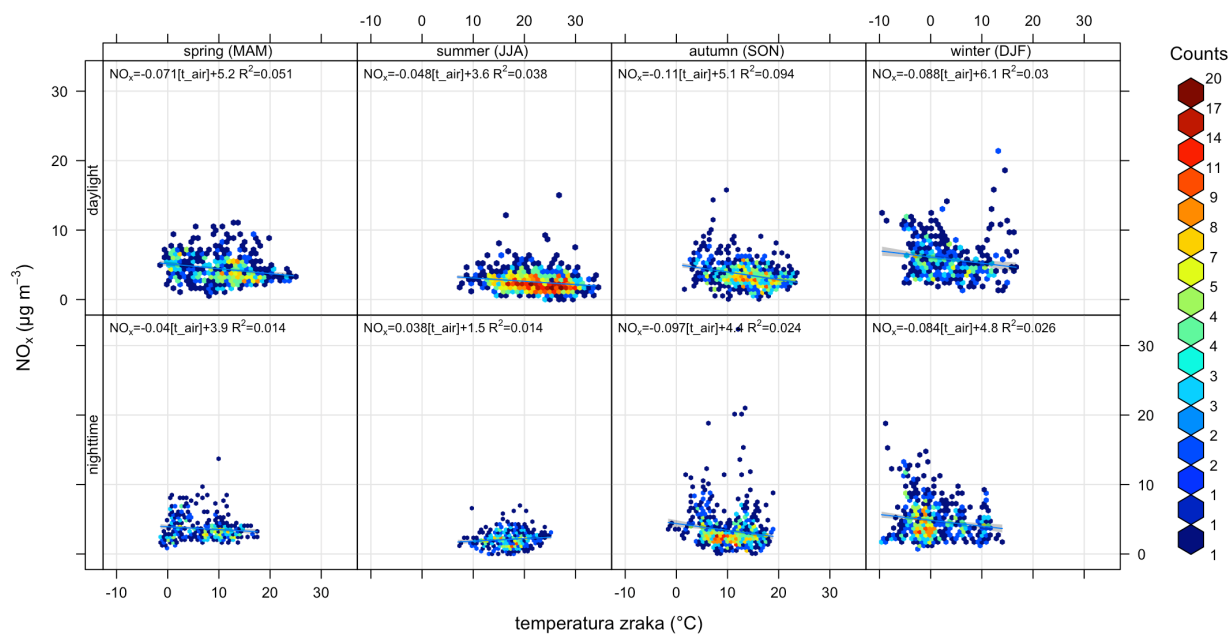 -10 0 10 20 30 -10 0 10 20 30
spring (MAM) summer (JJA) autumn (SON) winter (DJF)
NOₓ=-0.071[t_air]+5.2 R²=0.051 NOₓ=-0.048[t_air]+3.6 R²=0.038 NOₓ=-0.11[t_air]+5.1 R²=0.094 NOₓ=-0.088[t_air]+6.1 R²=0.03
30
20
10
0
daylight
NOₓ=-0.04[t_air]+3.9 R²=0.014 NOₓ=0.038[t_air]+1.5 R²=0.014 NOₓ=-0.097[t_air]+4.4 R²=0.024 NOₓ=-0.084[t_air]+4.8 R²=0.026
30
20
10
0
nighttime
-10 0 10 20 30 -10 0 10 20 30
NOₓ (µg m⁻³)
temperatura zraka (°C)
Counts
20
17
14
11
9
8
7
5
4
4
3
3
2
2
1
1
1